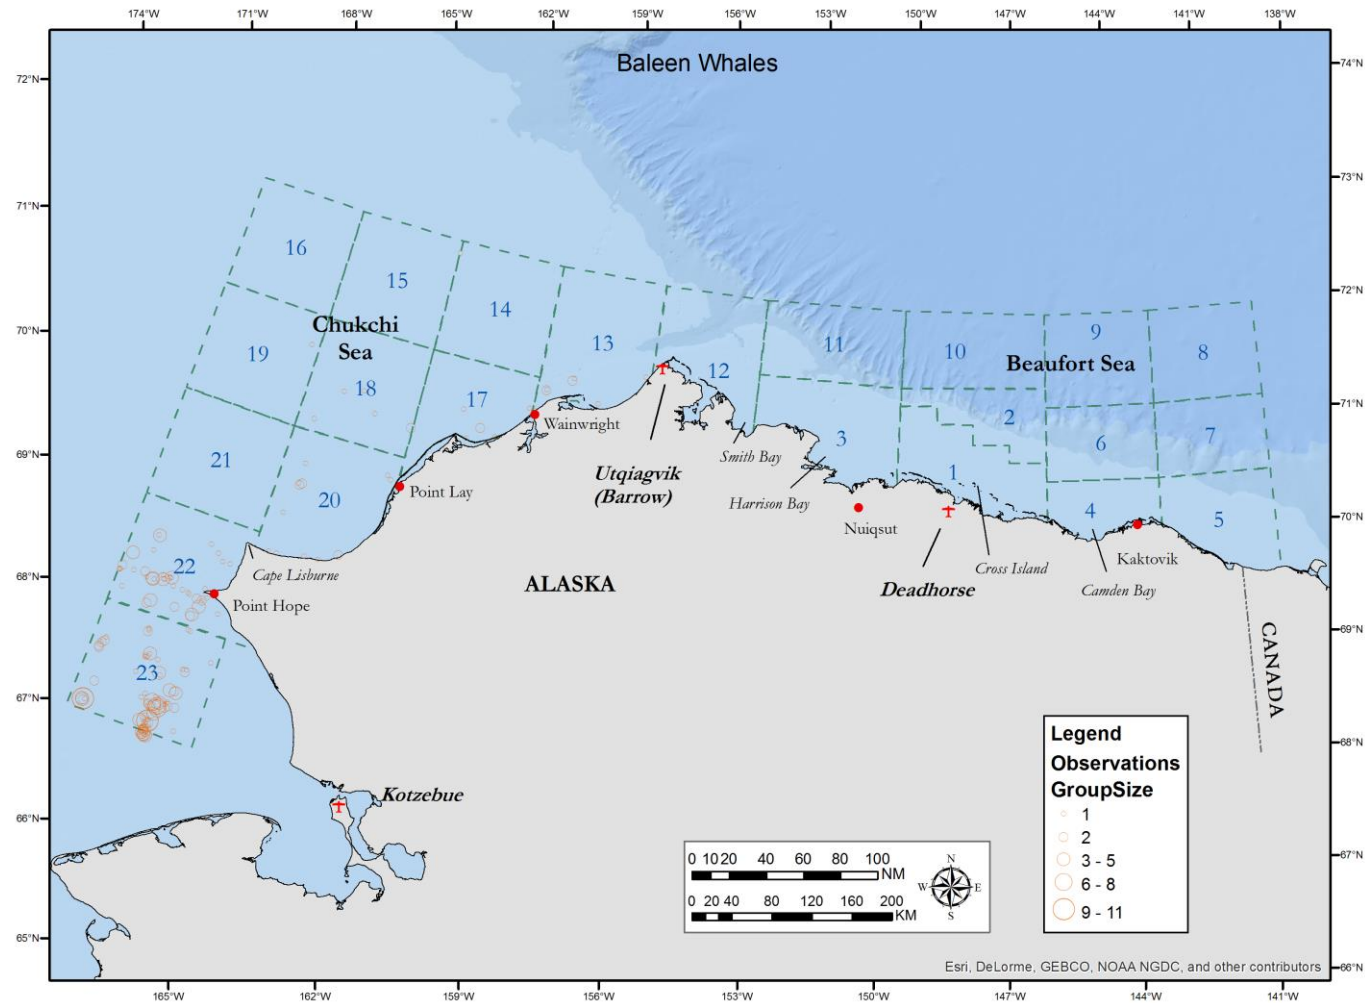 174°W 171°W 168°W 165°W 162°W 159°W 156°W 153°W 150°W 147°W 144°W 141°W 138°W
Baleen Whales
72°N
74°N
73°N
71°N
16
15
14
72°N
70°N
Chukchi
Sea
19
18
13
17
12
11
10
9
8
Beaufort Sea
71°N
2
7
6
3
1
4
5
69°N
21
20
Wainwright
Utqiagvik
(Barrow)
Smith Bay
Harrison Bay
Point Lay
Nuiqsut
70°N
Kaktovik
Cross Island
Camden Bay
Deadhorse
68°N
22
Cape Lisburne
Point Hope
ALASKA
69°N
CANADA
67°N
23
68°N
Kotzebue
66°N
67°N
65°N
66°N
0 10 20 40 60 80 100
NM
0 20 40 80 120 160 200
KM
N
W E
S
Legend
Observations
GroupSize
1
2
3 - 5
6 - 8
9 - 11
Esri, DeLorme, GEBCO, NOAA NGDC, and other contributors
165°W 162°W 159°W 156°W 153°W 150°W 147°W 144°W 141°W